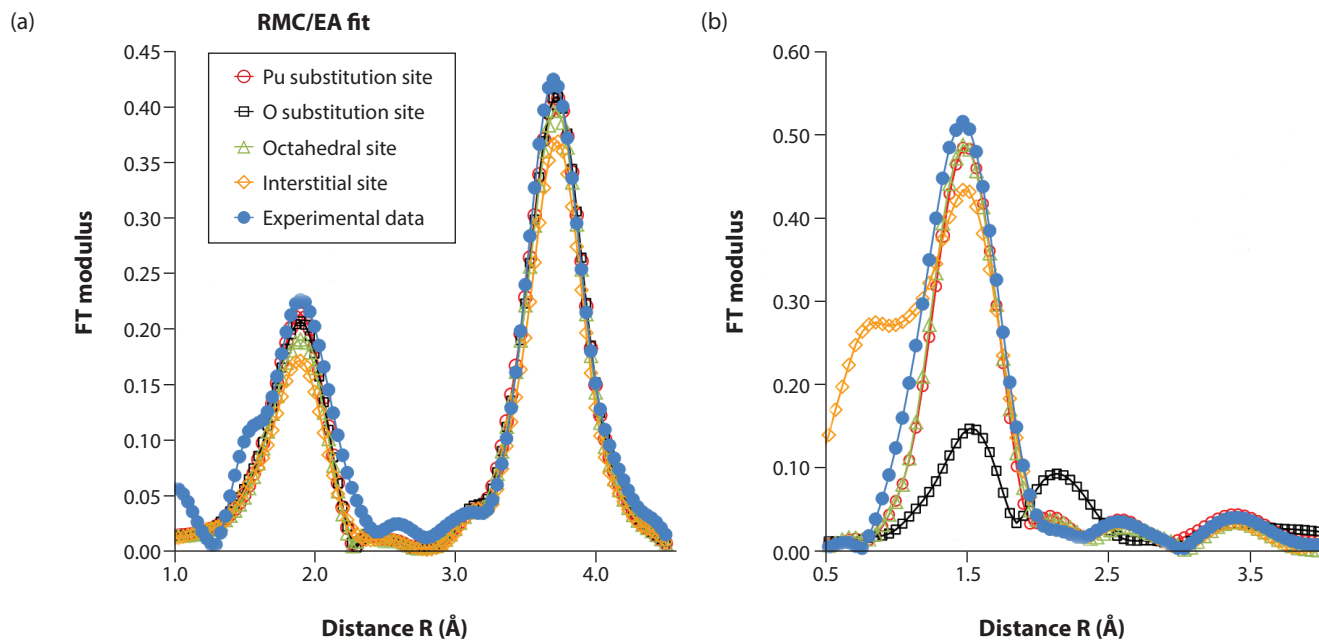 (a)
RMC/EA fit
Pu substitution site
O substitution site
Octahedral site
Interstitial site
Experimental data
0.45
0.40
0.35
0.30
0.25
0.20
0.15
0.10
0.05
0.00
FT modulus
1.0 2.0 3.0 4.0
Distance R (Å)
(b)
0.60
0.50
0.40
0.30
0.20
0.10
0.00
FT modulus
0.5 1.5 2.5 3.5
Distance R (Å)